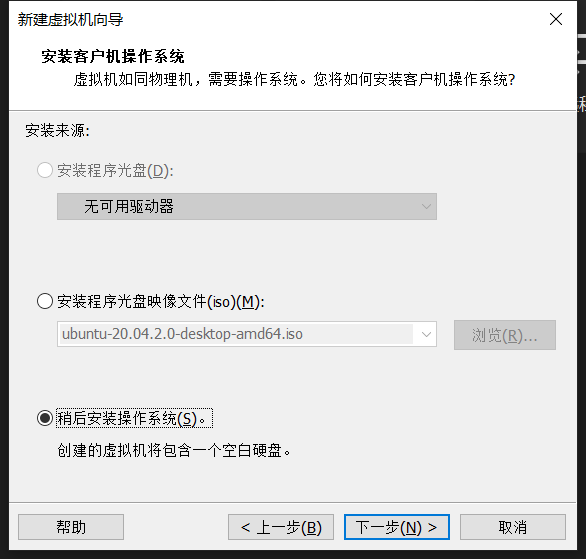 新建虚拟机向导
安装客户机操作系统
虚拟机如同物理机，需要操作系统。您将如何安装客户机操作系统?
安装来源:
安装程序光盘(D):
无可用驱动器
安装程序光盘映像文件(iso)(M):
ubuntu-20.04.2.0-desktop-amd64.iso
浏览(R)...
稍后安装操作系统(S)。
创建的虚拟机将包含一个空白硬盘。
帮助
< 上一步(B)
下一步(N) >
取消